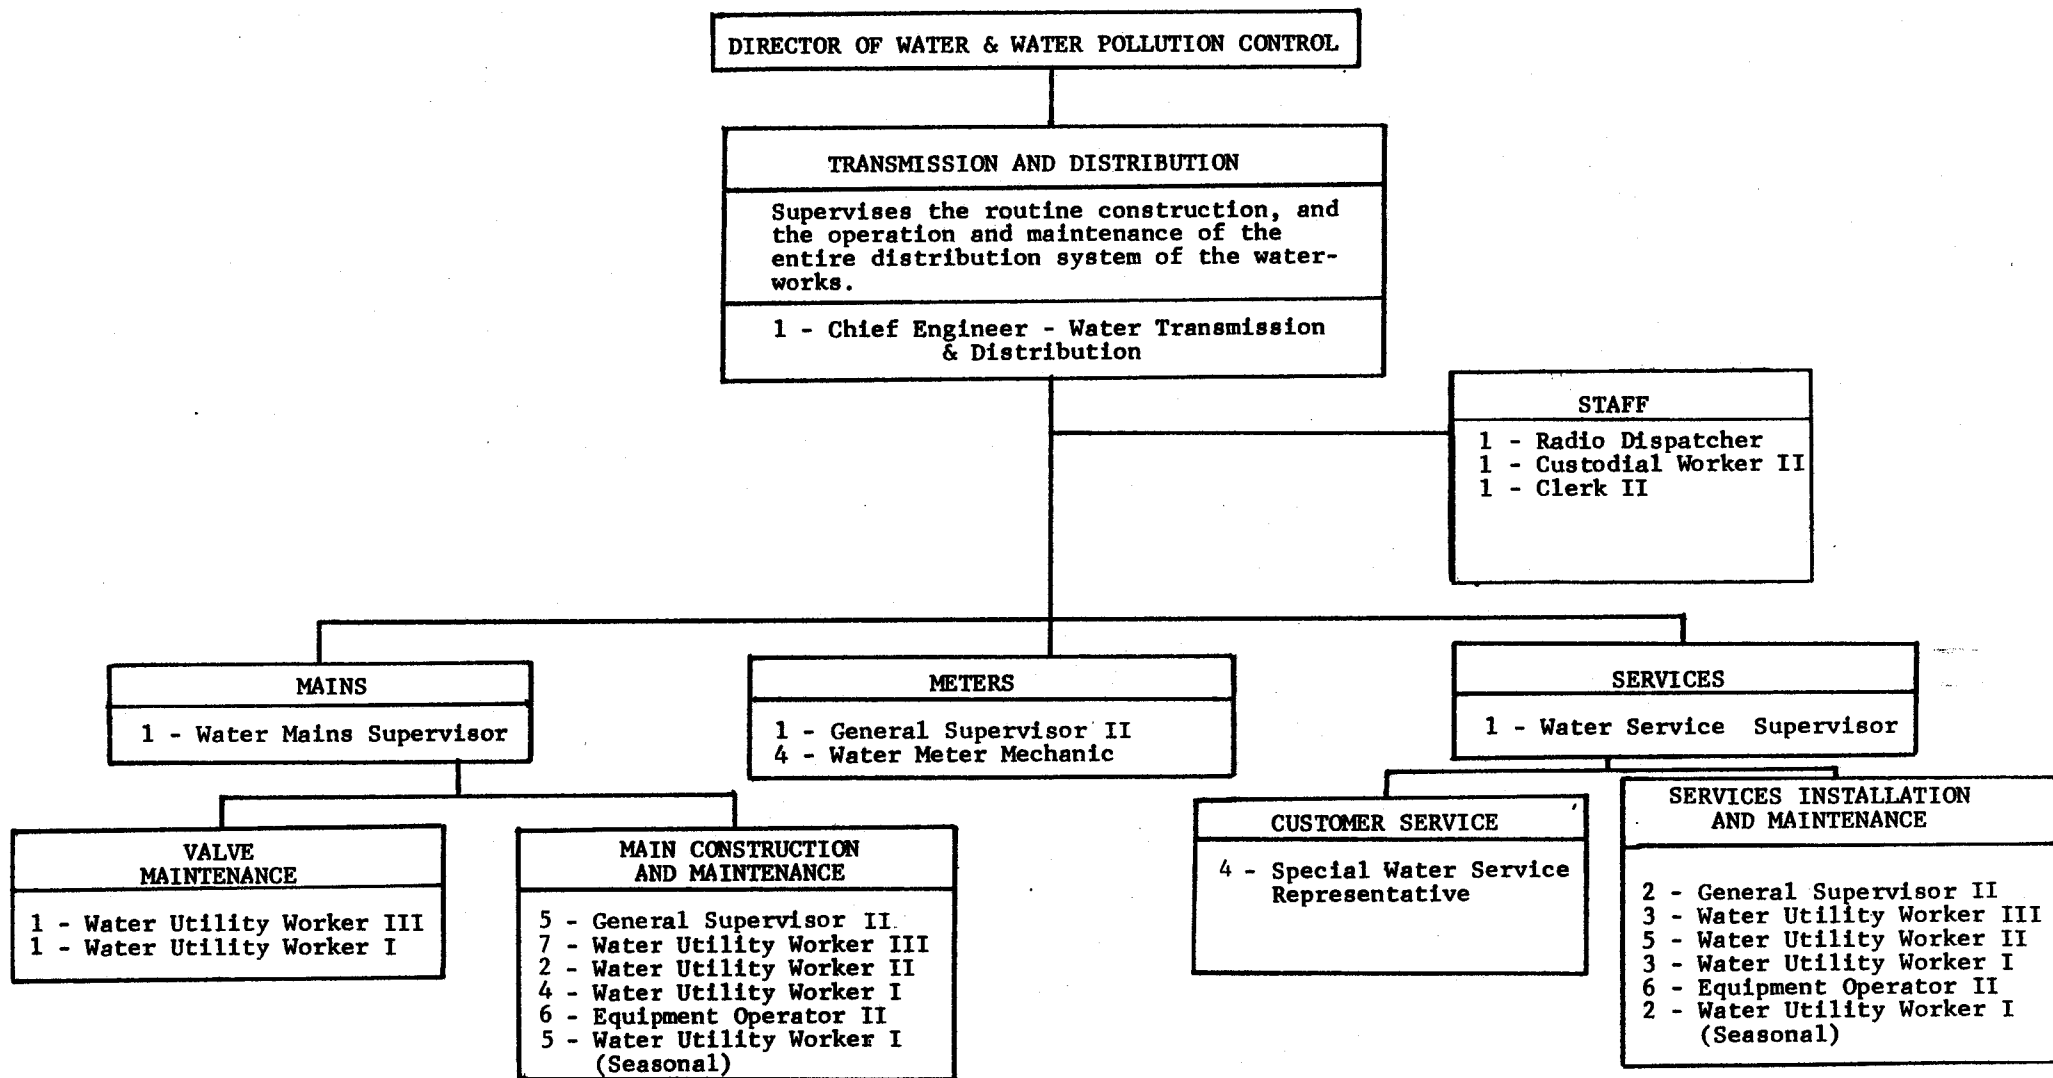 DIRECTOR OF WATER & WATER POLLUTION CONTROL
TRANSMISSION AND DISTRIBUTION
Supervises the routine construction, and
the operation and maintenance of the
entire distribution system of the water-
works.
1 - Chief Engineer - Water Transmission
& Distribution
STAFF
1 - Radio Dispatcher
1 - Custodial Worker II
1 - Clerk II
MAINS
1 - Water Mains Supervisor
METERS
1 - General Supervisor II
4 - Water Meter Mechanic
SERVICES
1 - Water Service Supervisor
VALVE
MAINTENANCE
1 - Water Utility Worker III
1 - Water Utility Worker I
MAIN CONSTRUCTION
AND MAINTENANCE
5 - General Supervisor II
7 - Water Utility Worker III
2 - Water Utility Worker II
4 - Water Utility Worker I
6 - Equipment Operator II
5 - Water Utility Worker I
(Seasonal)
CUSTOMER SERVICE
4 - Special Water Service
Representative
SERVICES INSTALLATION
AND MAINTENANCE
2 - General Supervisor II
3 - Water Utility Worker III
5 - Water Utility Worker II
3 - Water Utility Worker I
6 - Equipment Operator II
2 - Water Utility Worker I
(Seasonal)